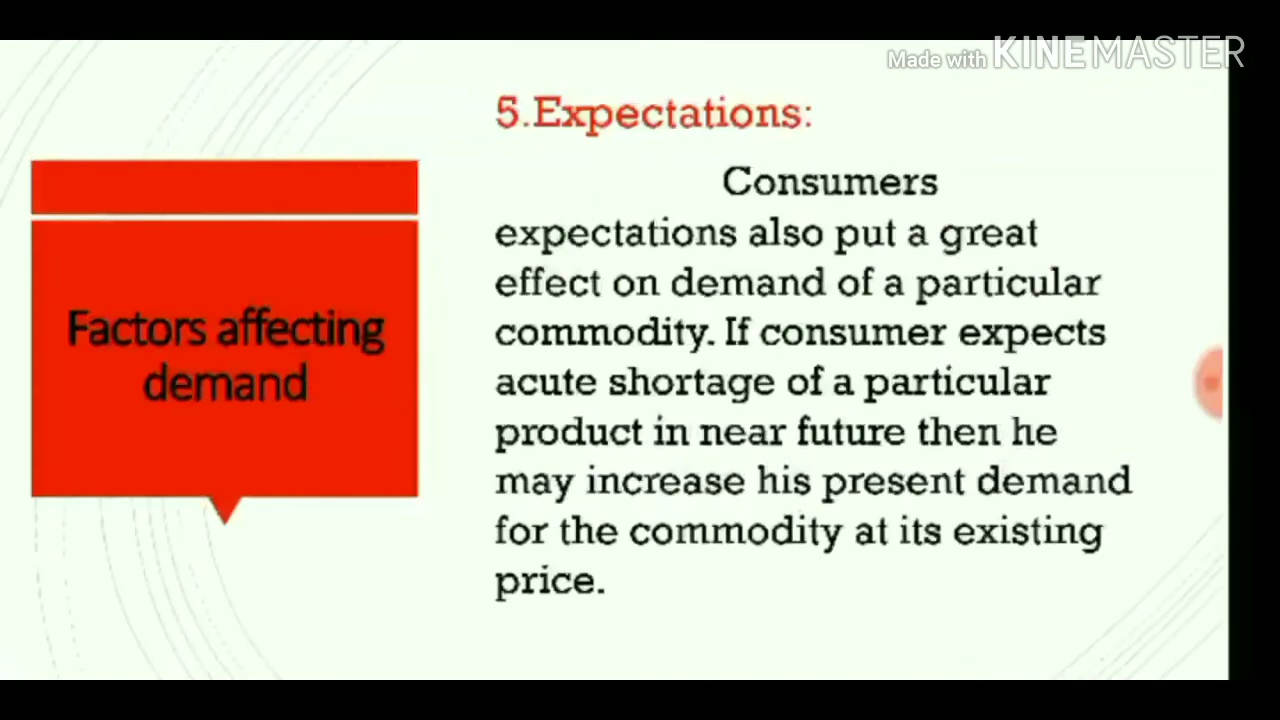 Made with KINEMASTER
5.Expectations:
Consumers
expectations also put a great
effect on demand of a particular
commodity. If consumer expects
acute shortage of a particular
product in near future then he
may increase his present demand
for the commodity at its existing
price.
Factors affecting
demand